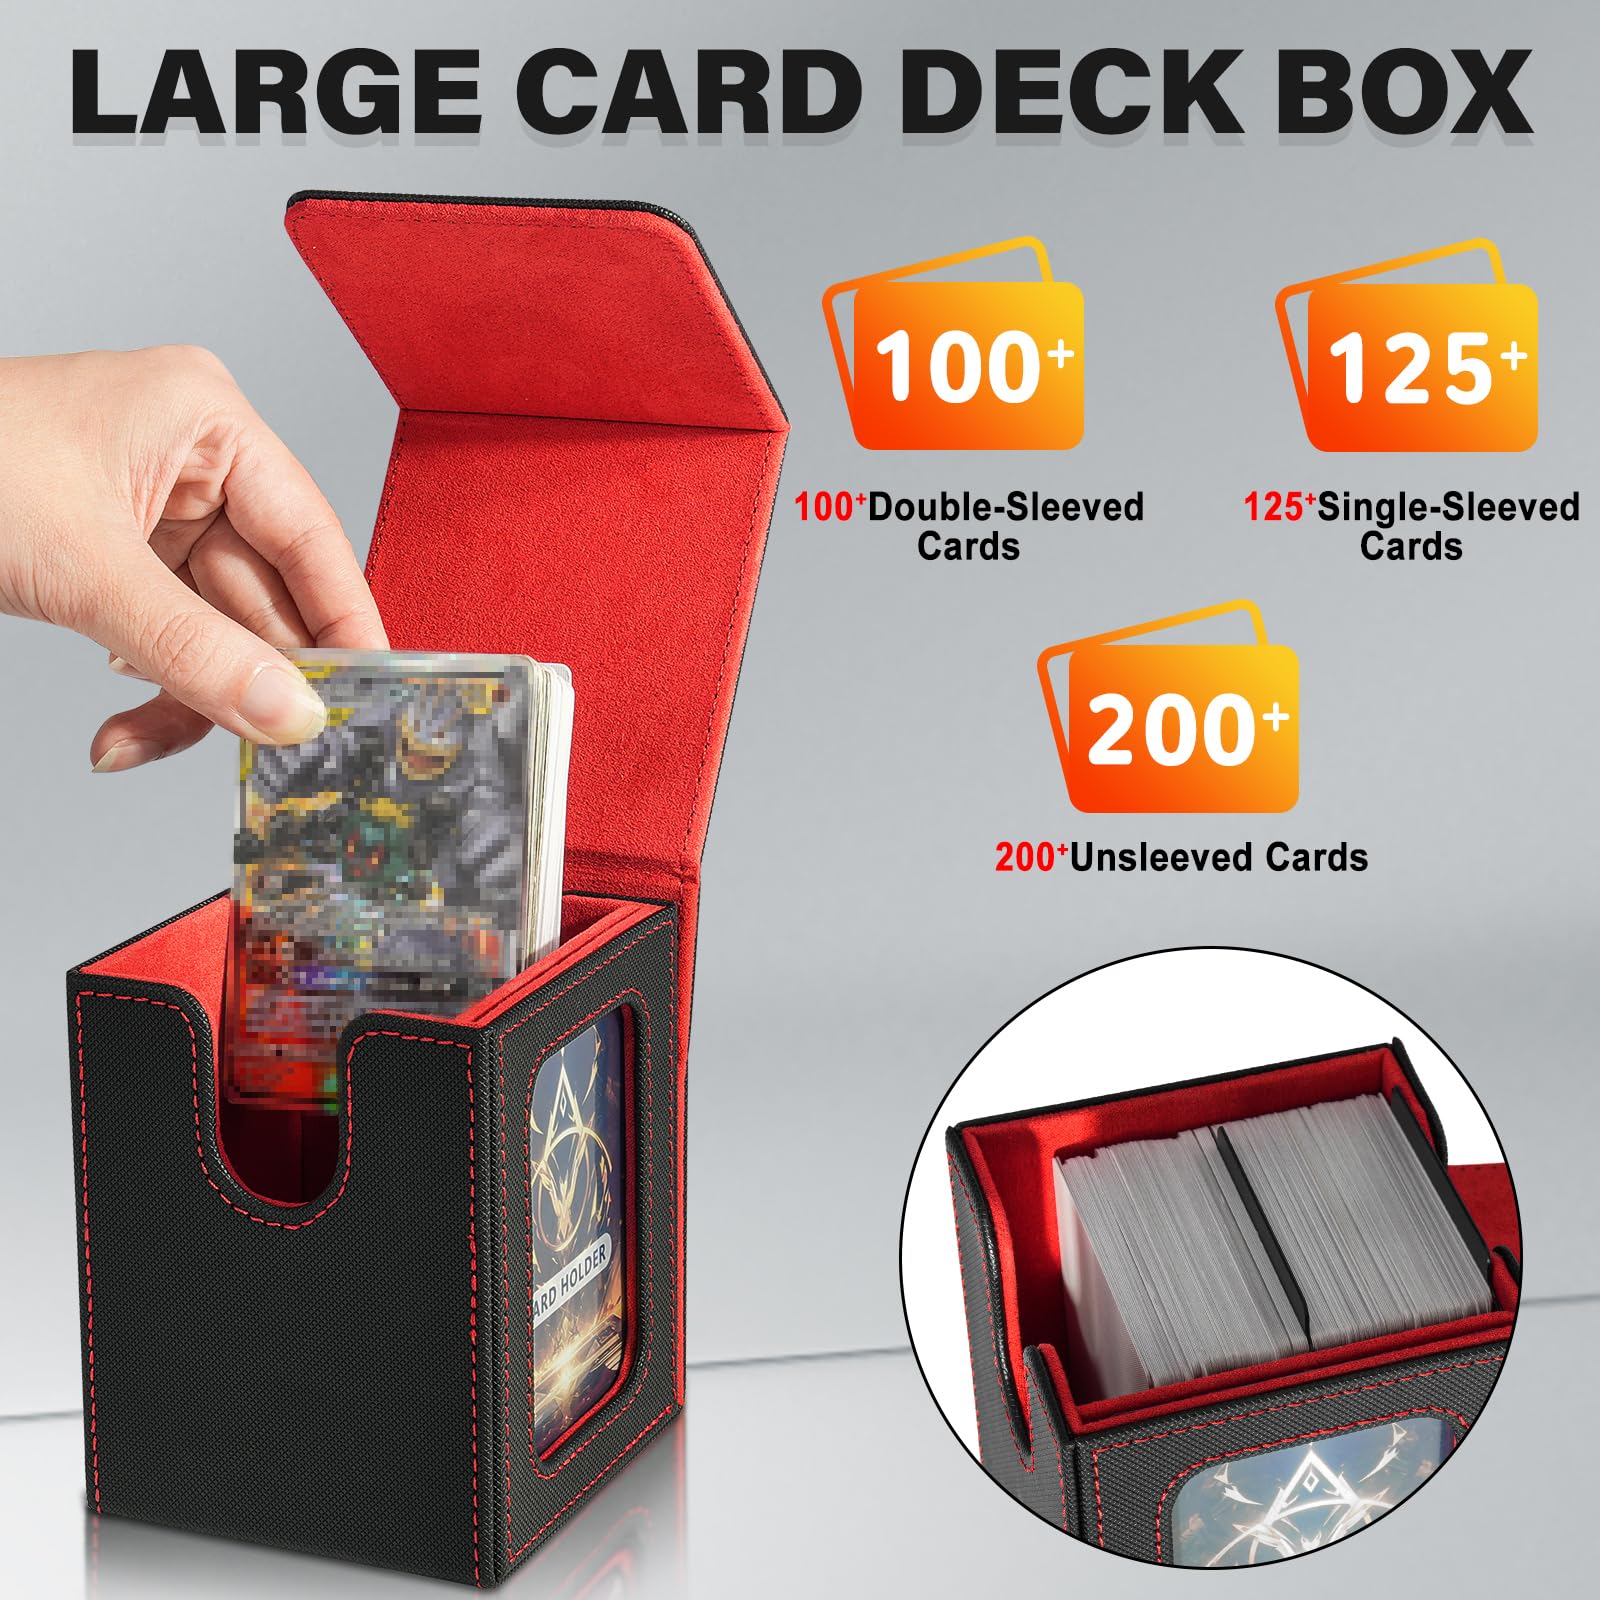 LARGE CARD DECK BOX
100+
125+
100+Double-Sleeved
Cards
125+Single-Sleeved
Cards
200+
200+Unsleeved Cards
HOLDER